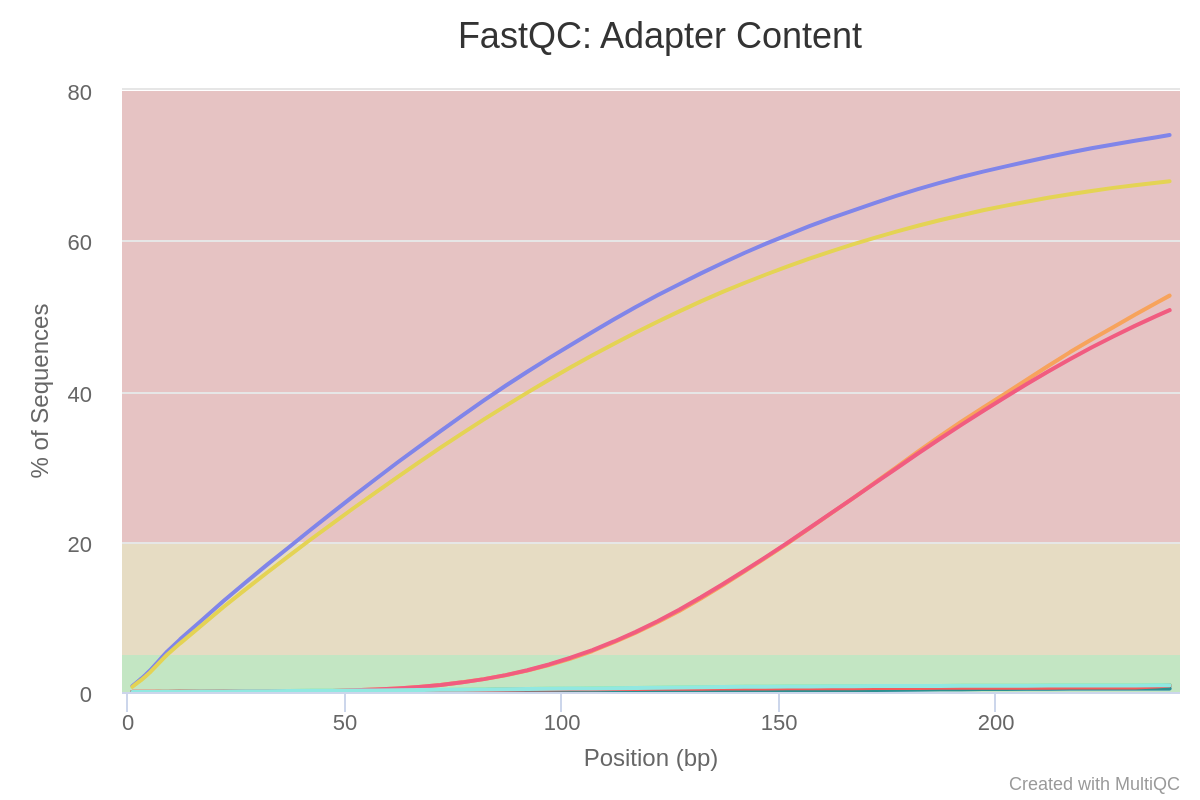 FastQC: Adapter Content
80
60
40
20
0
% of Sequences
0 50 100 150 200
Position (bp)
Created with MultiQC